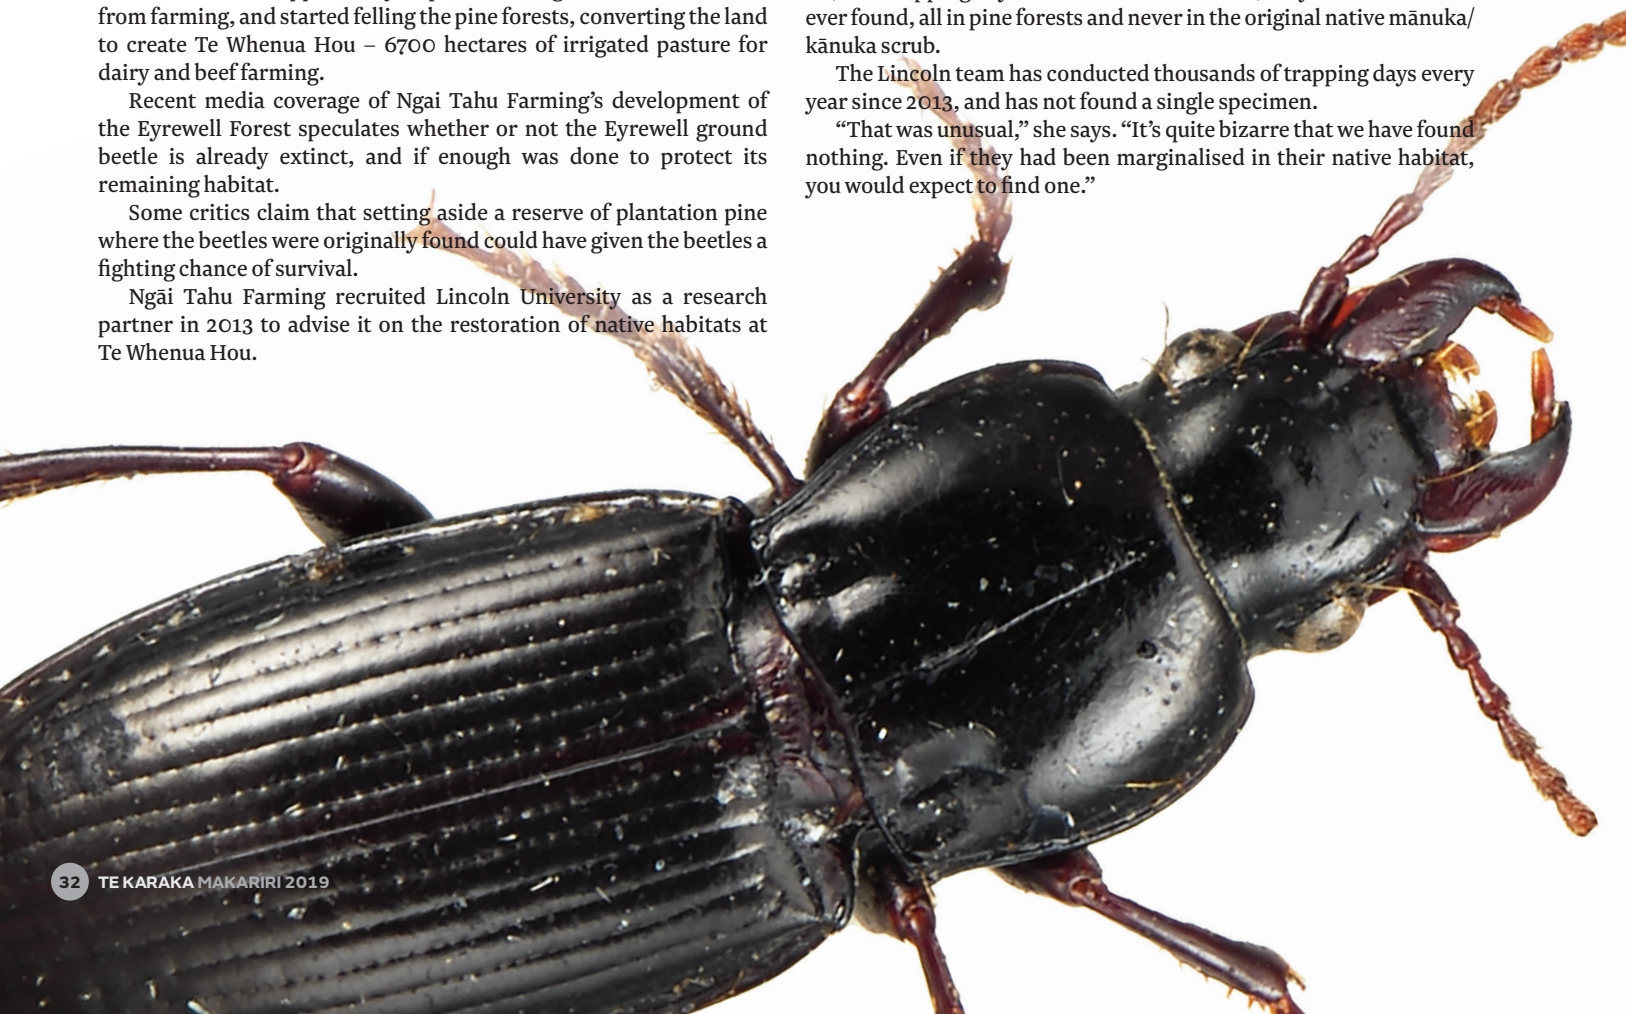 from farming, and started felling the pine forests, converting the land
to create Te Whenua Hou – 6700 hectares of irrigated pasture for
dairy and beef farming.
Recent media coverage of Ngai Tahu Farming’s development of
the Eyrewell Forest speculates whether or not the Eyrewell ground
beetle is already extinct, and if enough was done to protect its
remaining habitat.
Some critics claim that setting aside a reserve of plantation pine
where the beetles were originally found could have given the beetles a
fighting chance of survival.
Ngāi Tahu Farming recruited Lincoln University as a research
partner in 2013 to advise it on the restoration of native habitats at
Te Whenua Hou.
ever found, all in pine forests and never in the original native mānuka/
kānuka scrub.
The Lincoln team has conducted thousands of trapping days every
year since 2013, and has not found a single specimen.
“That was unusual,” she says. “It’s quite bizarre that we have found
nothing. Even if they had been marginalised in their native habitat,
you would expect to find one.”
32 TE KARAKA MAKARIRI 2019